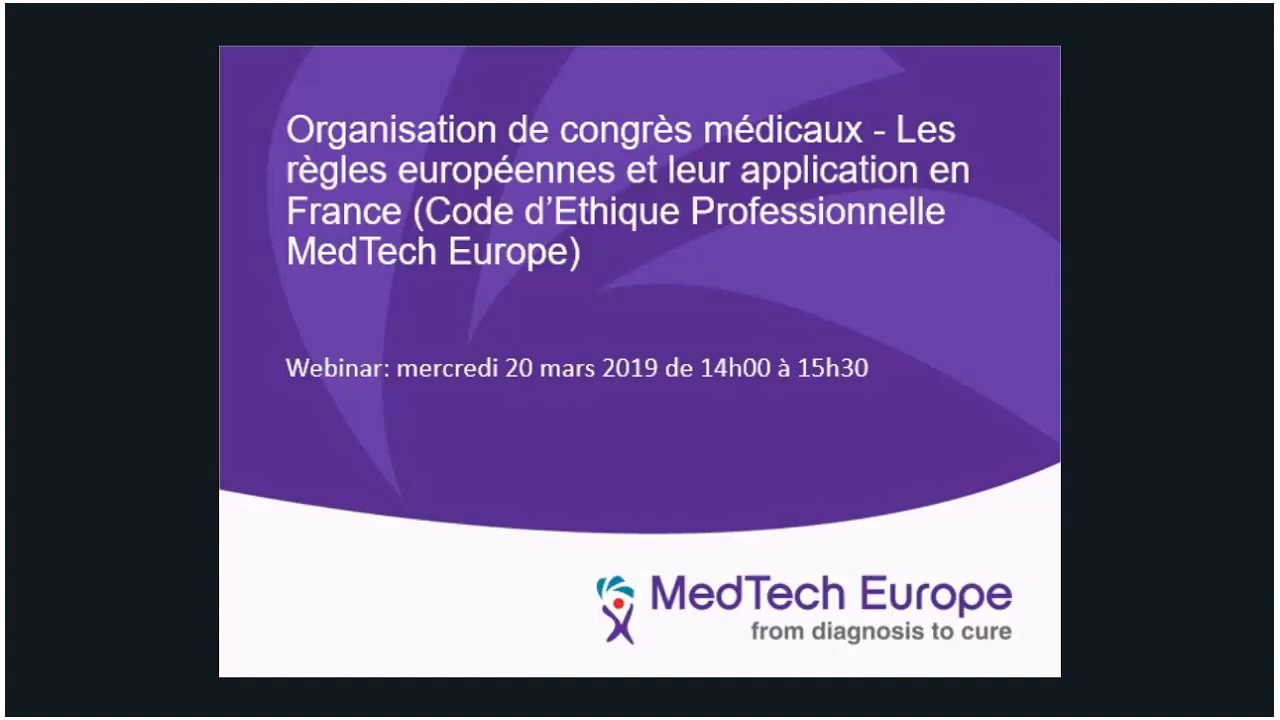 Organisation de congrès médicaux - Les
règles européennes et leur application en
France (Code d’Ethique Professionnelle
MedTech Europe)
Webinar: mercredi 20 mars 2019 de 14h00 à 15h30
MedTech Europe
from diagnosis to cure